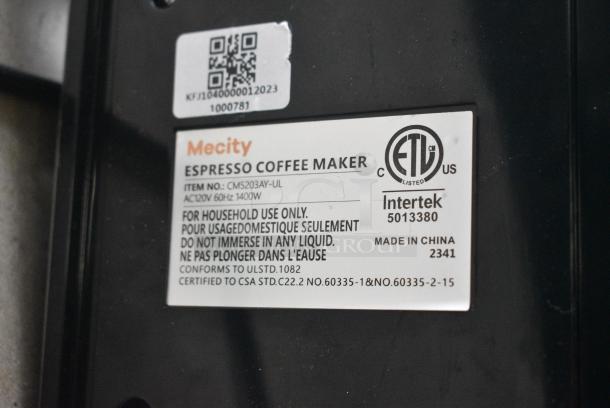 KFJ1040000012023
1000781
Mecity
ESPRESSO COFFEE MAKER
ITEM NO.: CM5203AY-UL
AC120V 60Hz 1400W
FOR HOUSEHOLD USE ONLY.
POUR USAGEDOMESTIQUE SEULEMENT
DO NOT IMMERSE IN ANY LIQUID.
NE PAS PLONGER DANS L'EAUSE
CONFORMS TO ULSTD.1082
CERTIFIED TO CSA STD.C22.2 NO.60335-1&NO.60335-2-15
C ETL CM US
LISTED
Intertek
5013380
MADE IN CHINA
2341
GROUP